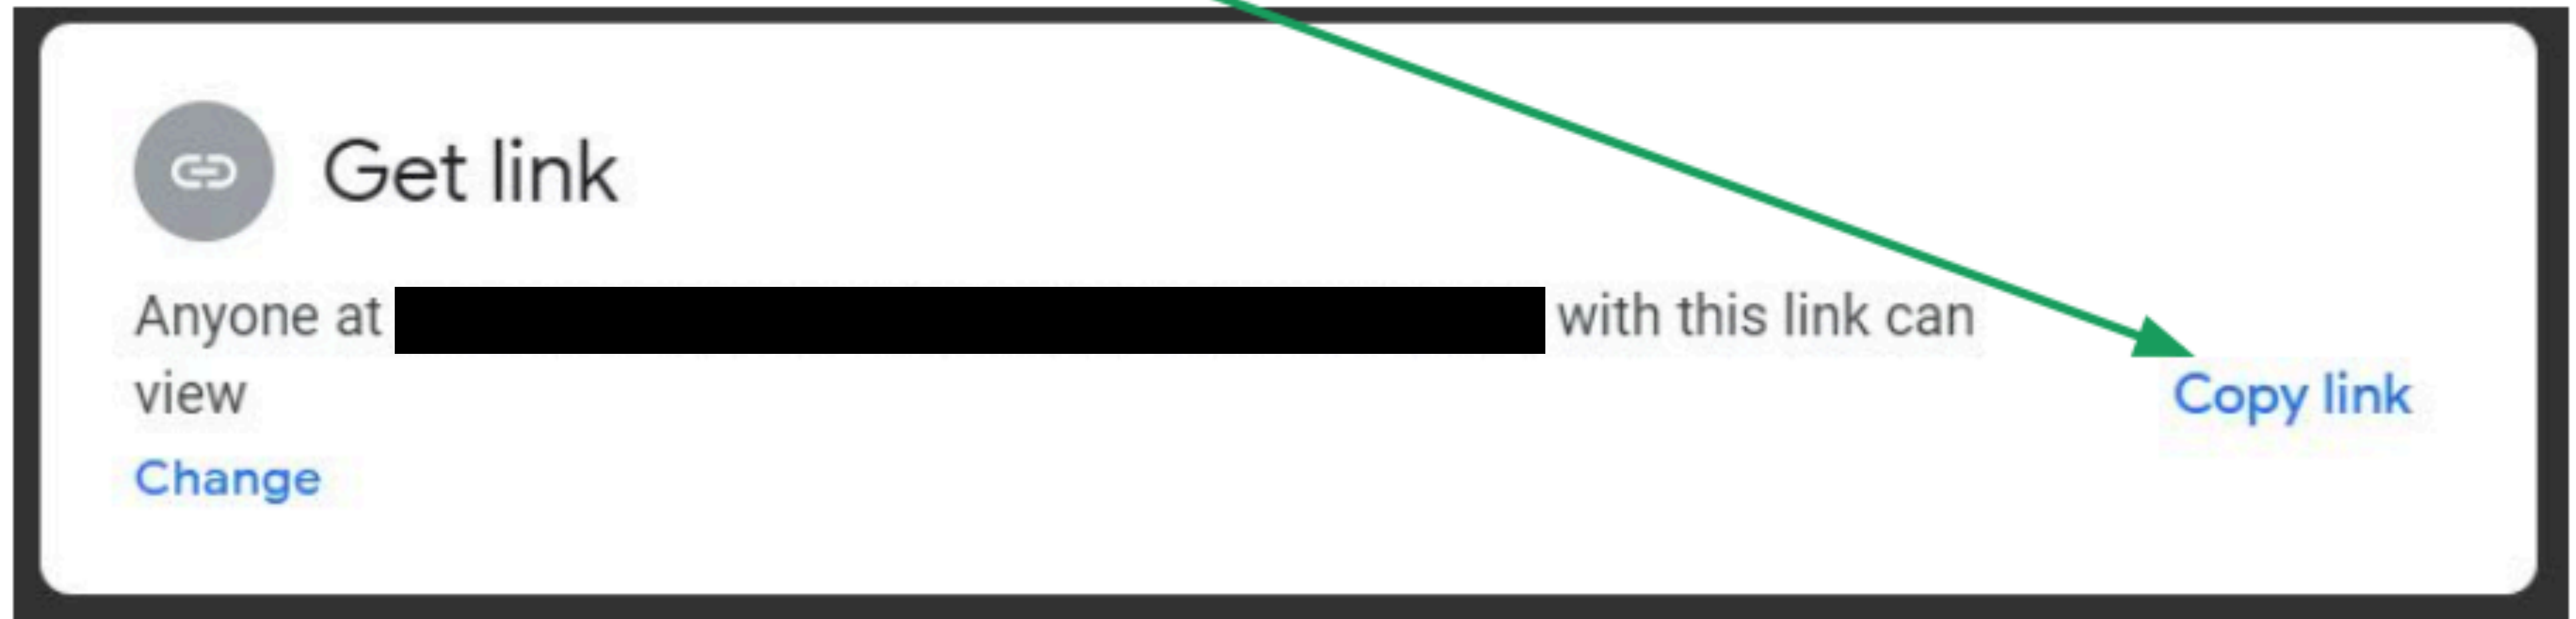 Get link
Anyone at with this link can
view
Copy link
Change